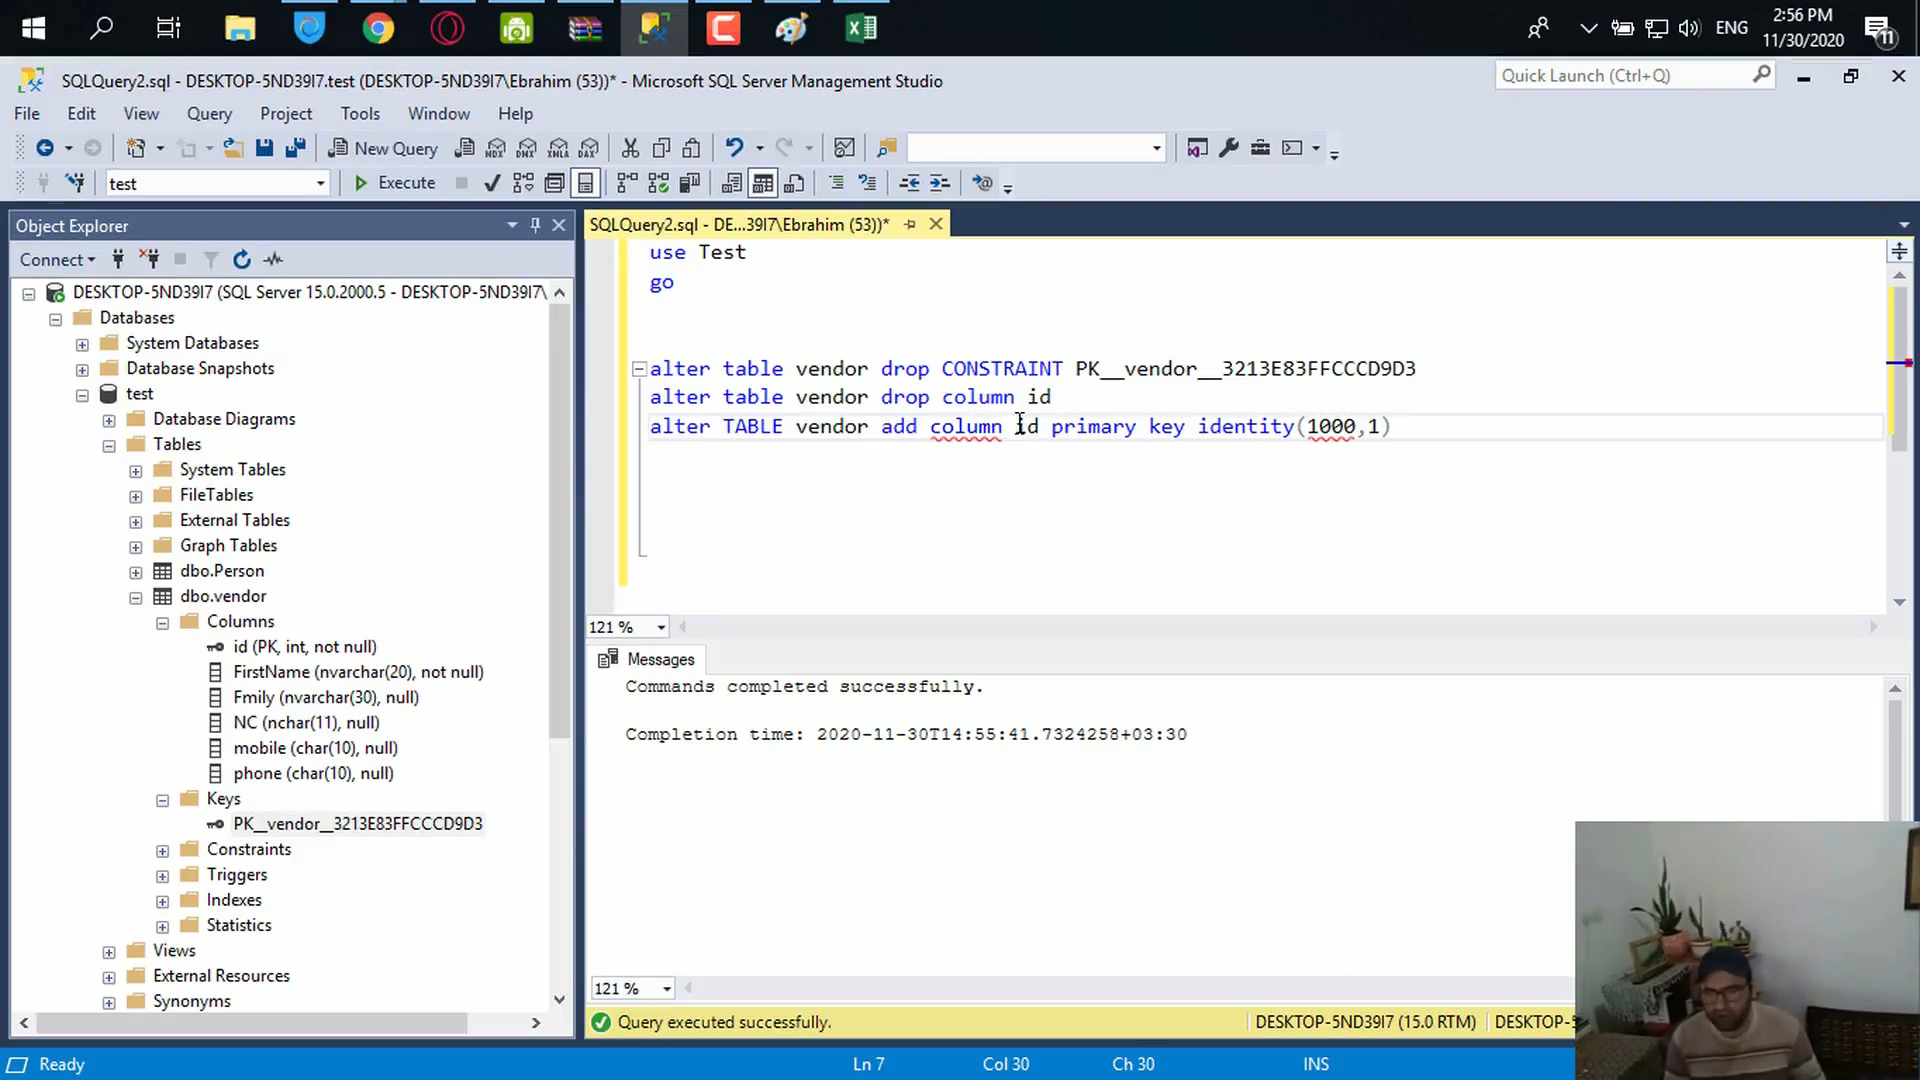 ENG
2:56 PM
11/30/2020
11
SQLQuery2.sql - DESKTOP-5ND39I7.test (DESKTOP-5ND39I7\Ebrahim (53))* - Microsoft SQL Server Management Studio
Quick Launch (Ctrl+Q)
File Edit View Query Project Tools Window Help
New Query
MDX DMX XMLA DAX
test
Execute
Object Explorer
SQLQuery2.sql - DE...39I7\Ebrahim (53))*
Connect
use Test
go
alter table vendor drop CONSTRAINT PK__vendor__3213E83FFCCCD9D3
alter table vendor drop column id
alter TABLE vendor add column id primary key identity(1000,1)
DESKTOP-5ND39I7 (SQL Server 15.0.2000.5 - DESKTOP-5ND39I7\
Databases
System Databases
Database Snapshots
test
Database Diagrams
Tables
System Tables
FileTables
External Tables
Graph Tables
dbo.Person
dbo.vendor
Columns
id (PK, int, not null)
FirstName (nvarchar(20), not null)
Fmily (nvarchar(30), null)
NC (nchar(11), null)
mobile (char(10), null)
phone (char(10), null)
Keys
PK__vendor__3213E83FFCCCD9D3
Constraints
Triggers
Indexes
Statistics
Views
External Resources
Synonyms
121 %
Messages
Commands completed successfully.
Completion time: 2020-11-30T14:55:41.7324258+03:30
121 %
Query executed successfully.
DESKTOP-5ND39I7 (15.0 RTM)
DESKTOP-5
Ready
Ln 7
Col 30
Ch 30
INS